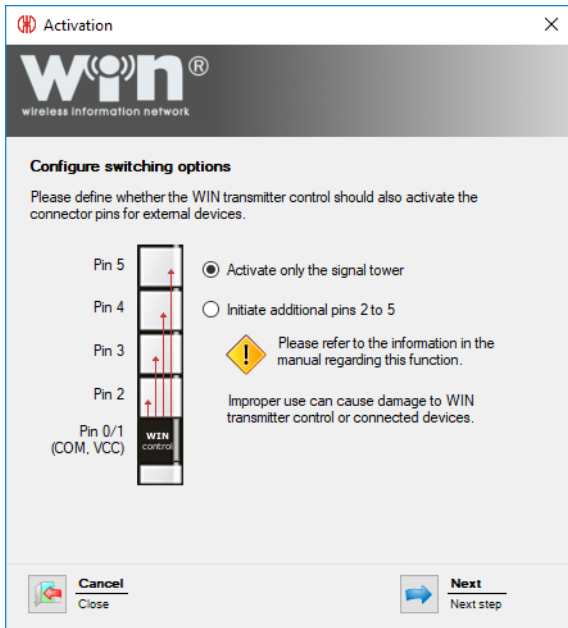 Activation
WiN®
wireless information network
Configure switching options
Please define whether the WIN transmitter control should also activate the
connector pins for external devices.
Pin 5
Pin 4
Pin 3
Pin 2
Pin 0/1
(COM, VCC)
WIN
control
Activate only the signal tower
Initiate additional pins 2 to 5
Please refer to the information in the
manual regarding this function.
Improper use can cause damage to WIN
transmitter control or connected devices.
Cancel
Close
Next
Next step